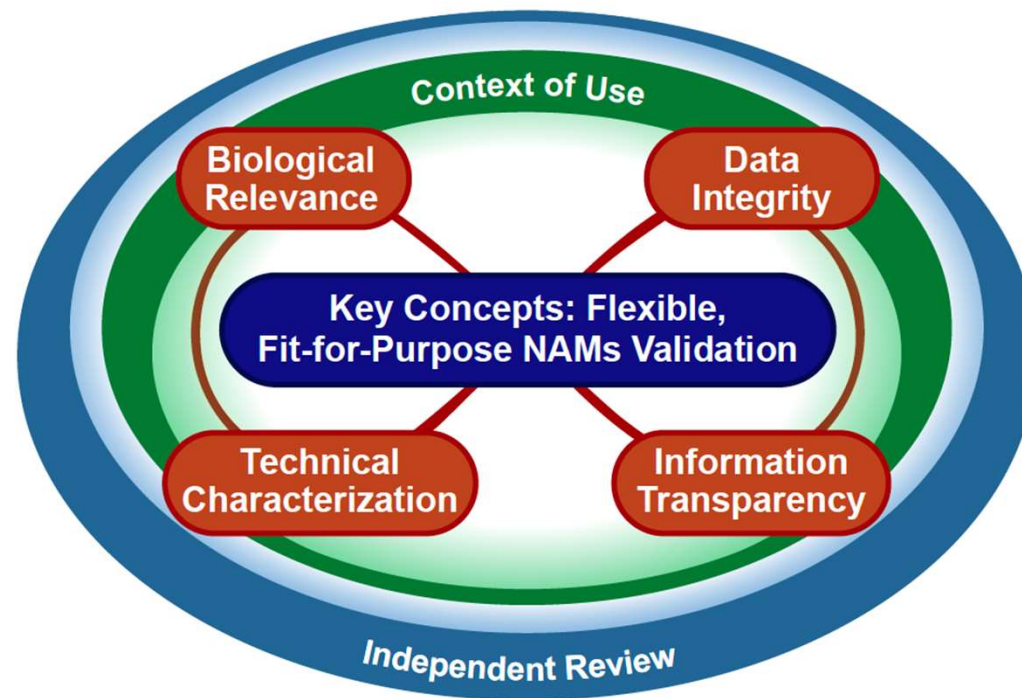 Context of Use
Biological
Relevance
Data
Integrity
Key Concepts: Flexible,
Fit-for-Purpose NAMs Validation
Technical
Characterization
Information
Transparency
Independent Review